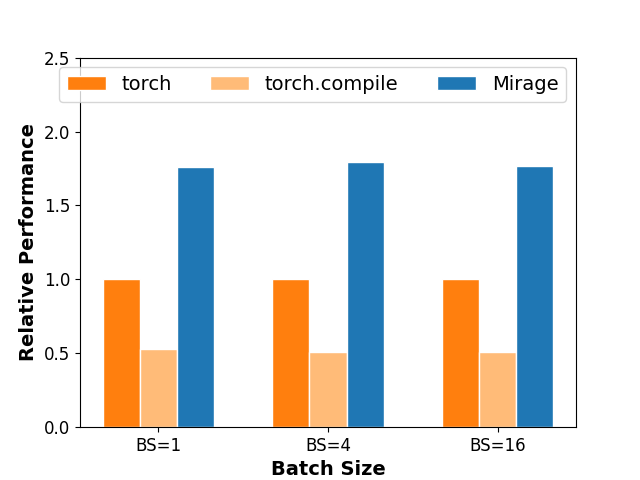 2.5
torch torch.compile Mirage
2.0
1.5
1.0
0.5
0.0
Relative Performance
BS=1 BS=4 BS=16
Batch Size